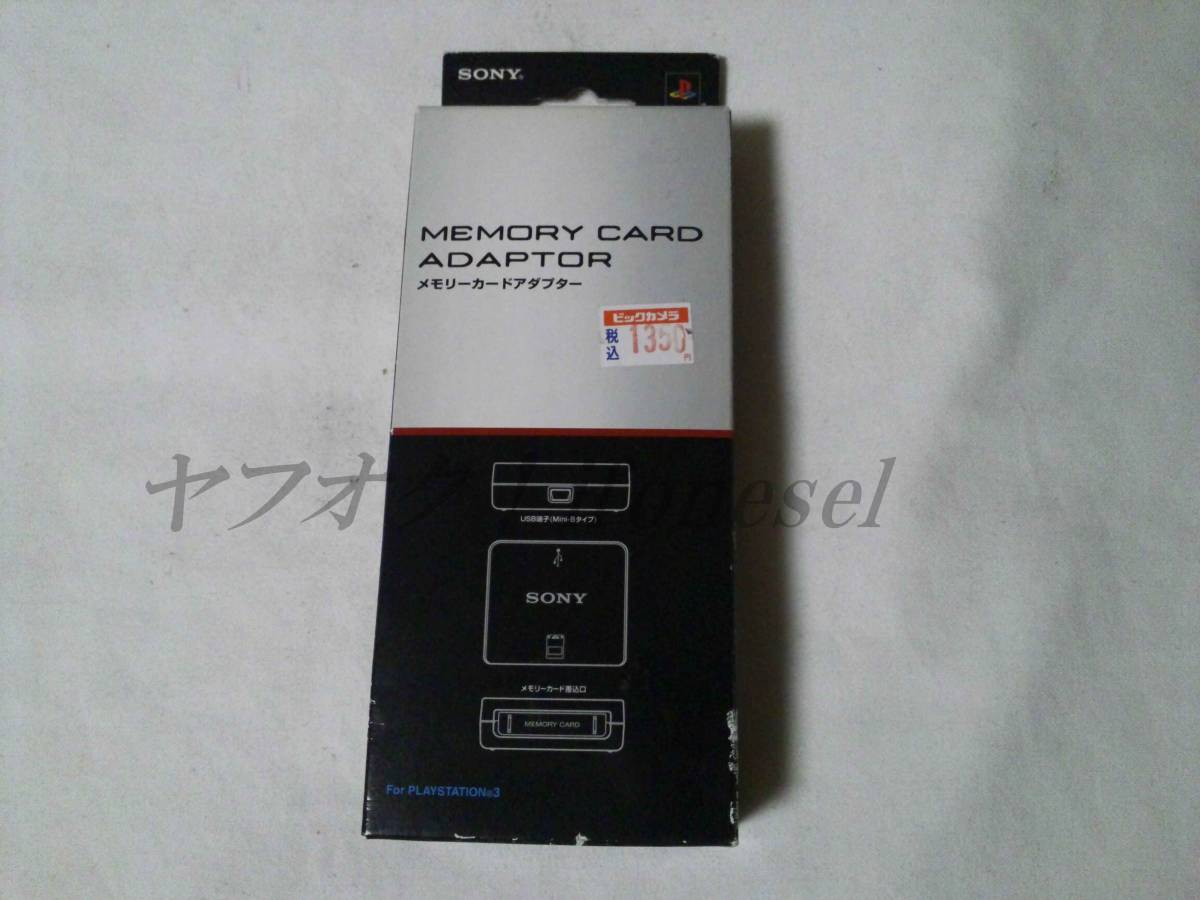 SONY®
MEMORY CARD
ADAPTOR
メモリーカードアダプター
ビックカメラ
税込
1350
円
USB端子(Mini-Bタイプ)
SONY
メモリーカード差込口
MEMORY CARD
For PLAYSTATION®3
ヤフオク